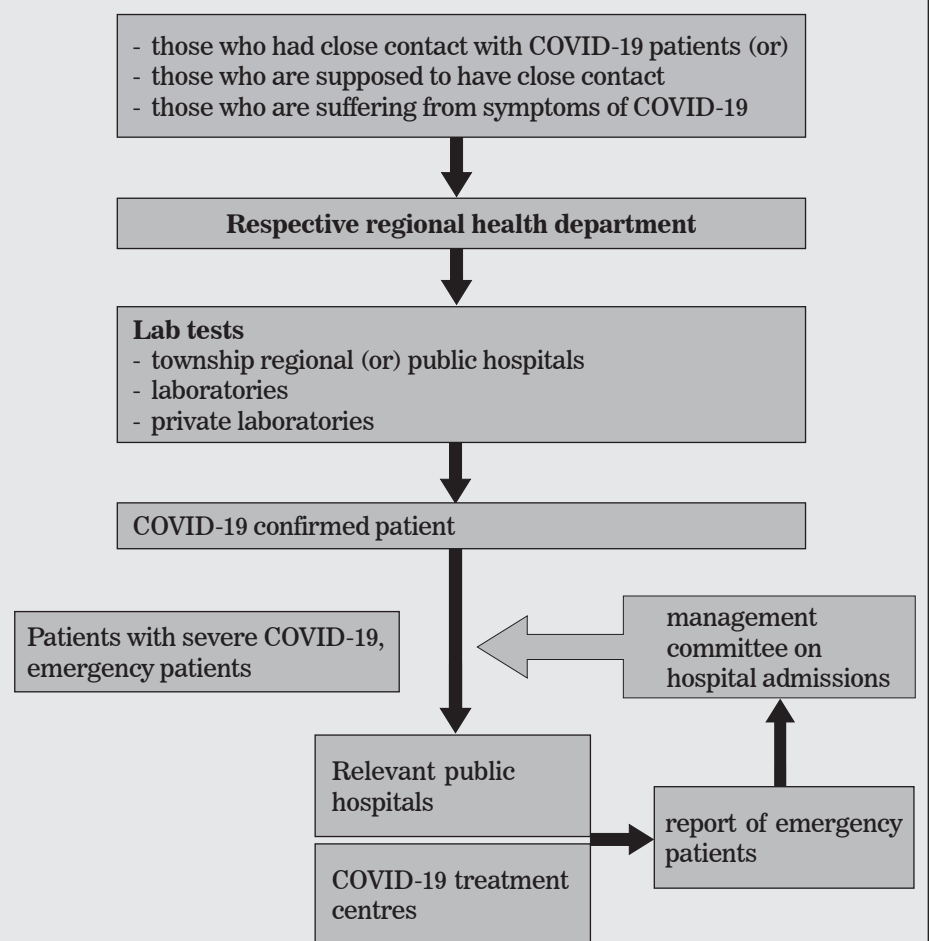 - those who had close contact with COVID-19 patients (or)
- those who are supposed to have close contact
- those who are suffering from symptoms of COVID-19
Respective regional health department
Lab tests
- township regional (or) public hospitals
- laboratories
- private laboratories
COVID-19 confirmed patient
Patients with severe COVID-19,
emergency patients
management
committee on
hospital admissions
Relevant public
hospitals
report of emergency
patients
COVID-19 treatment
centres